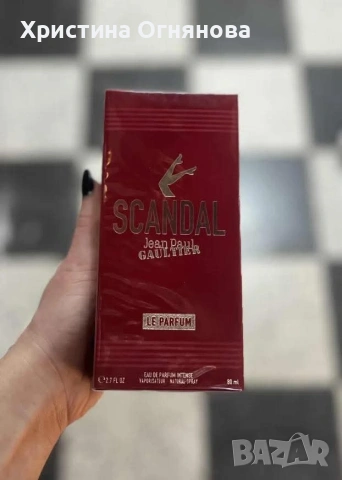 Христина Огнянова
SCANDAL
Jean Paul
GAULTIER
LE PARFUM
EAU DE PARFUM INTENSE
VAPORISATEUR NATURAL SPRAY
℮ 2.7 FL OZ 80 ml
BAZAR